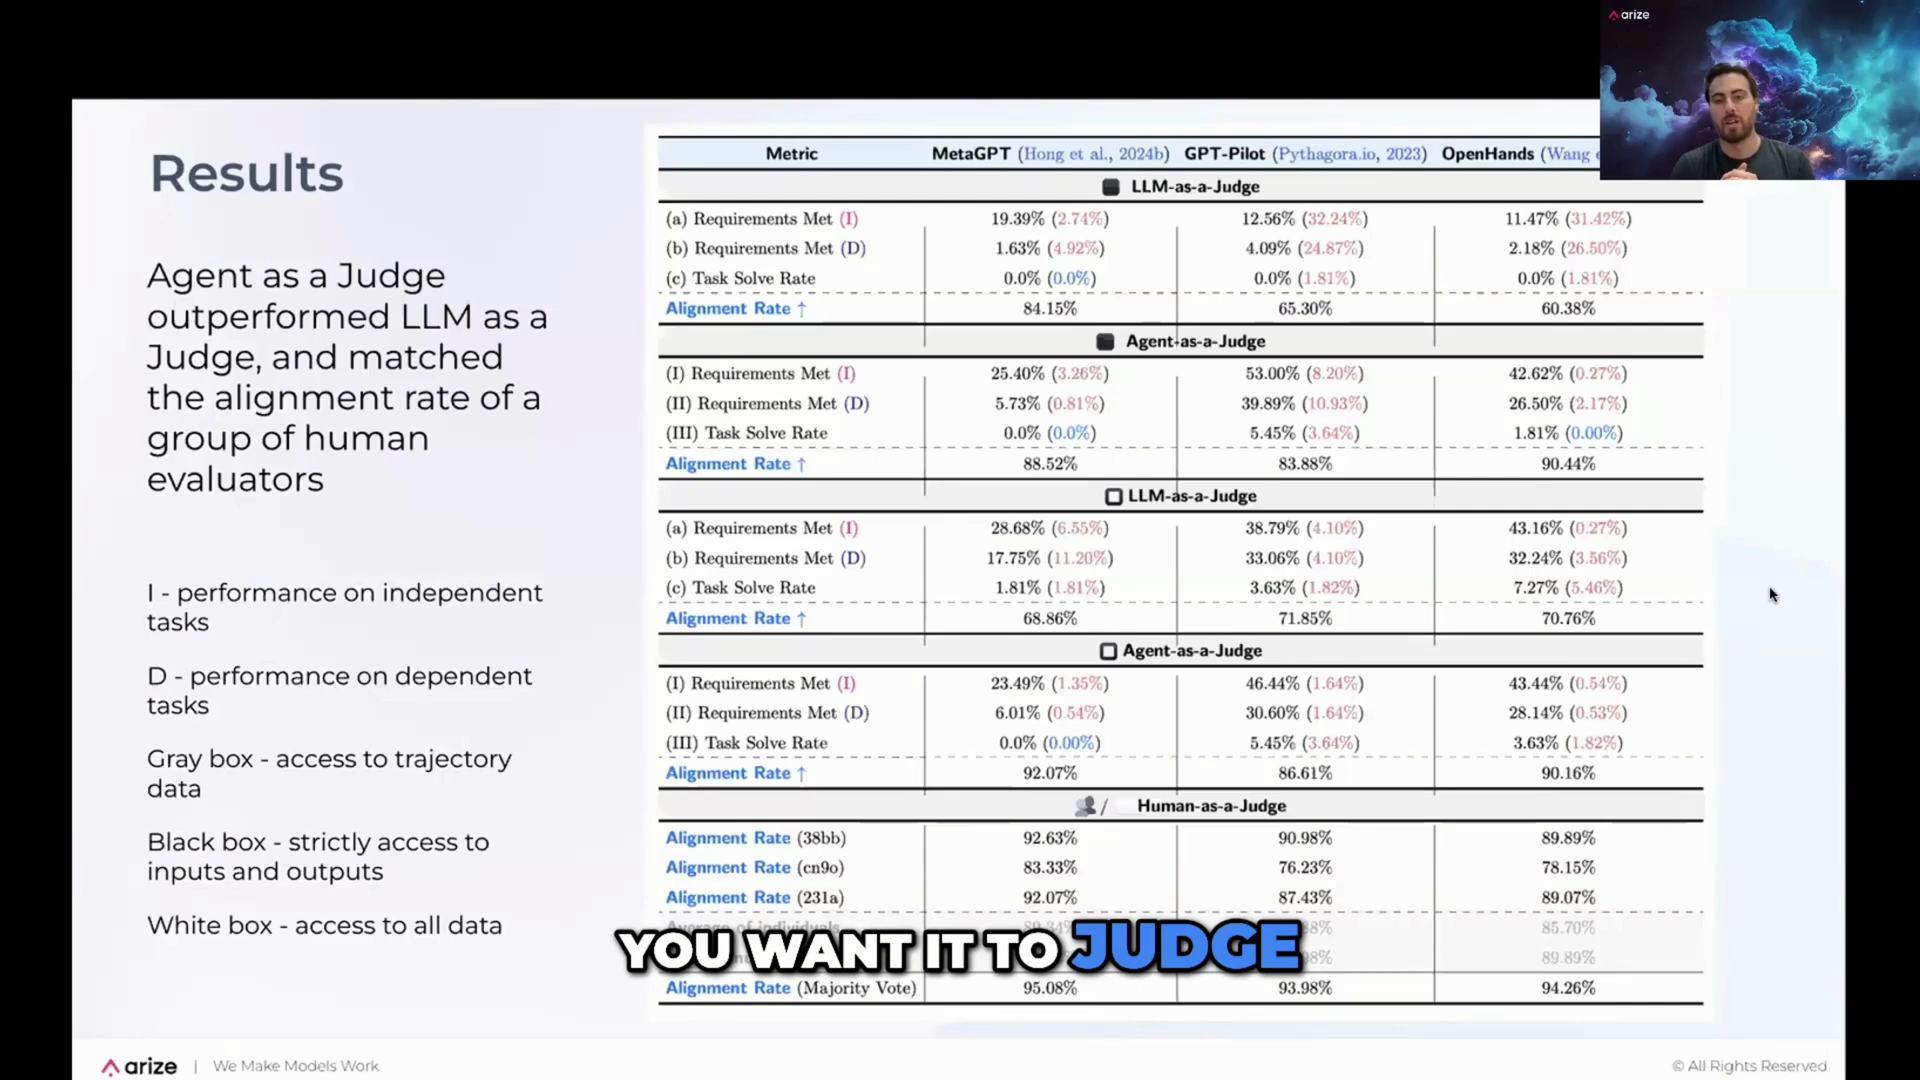 arize
Results
Agent as a Judge
outperformed LLM as a
Judge, and matched
the alignment rate of a
group of human
evaluators
I - performance on independent
tasks
D - performance on dependent
tasks
Gray box - access to trajectory
data
Black box - strictly access to
inputs and outputs
White box - access to all data
Metric MetaGPT (Hong et al., 2024b) GPT-Pilot (Pythagora.io, 2023) OpenHands (Wang
LLM-as-a-Judge
(a) Requirements Met (I) 19.39% (2.74%) 12.56% (32.24%) 11.47% (31.42%)
(b) Requirements Met (D) 1.63% (4.92%) 4.09% (24.87%) 2.18% (26.50%)
(c) Task Solve Rate 0.0% (0.0%) 0.0% (1.81%) 0.0% (1.81%)
Alignment Rate ↑ 84.15% 65.30% 60.38%
Agent-as-a-Judge
(I) Requirements Met (I) 25.40% (3.26%) 53.00% (8.20%) 42.62% (0.27%)
(II) Requirements Met (D) 5.73% (0.81%) 39.89% (10.93%) 26.50% (2.17%)
(III) Task Solve Rate 0.0% (0.0%) 5.45% (3.64%) 1.81% (0.00%)
Alignment Rate ↑ 88.52% 83.88% 90.44%
LLM-as-a-Judge
(a) Requirements Met (I) 28.68% (6.55%) 38.79% (4.10%) 43.16% (0.27%)
(b) Requirements Met (D) 17.75% (11.20%) 33.06% (4.10%) 32.24% (3.56%)
(c) Task Solve Rate 1.81% (1.81%) 3.63% (1.82%) 7.27% (5.46%)
Alignment Rate ↑ 68.86% 71.85% 70.76%
Agent-as-a-Judge
(I) Requirements Met (I) 23.49% (1.35%) 46.44% (1.64%) 43.44% (0.54%)
(II) Requirements Met (D) 6.01% (0.54%) 30.60% (1.64%) 28.14% (0.53%)
(III) Task Solve Rate 0.0% (0.00%) 5.45% (3.64%) 3.63% (1.82%)
Alignment Rate ↑ 92.07% 86.61% 90.16%
/ Human-as-a-Judge
Alignment Rate (38bb) 92.63% 90.98% 89.89%
Alignment Rate (cn9o) 83.33% 76.23% 78.15%
Alignment Rate (231a) 92.07% 87.43% 89.07%
Average of individuals 85.70%
89.89%
Alignment Rate (Majority Vote) 95.08% 93.98% 94.26%
YOU WANT IT TO JUDGE
arize | We Make Models Work
© All Rights Reserved